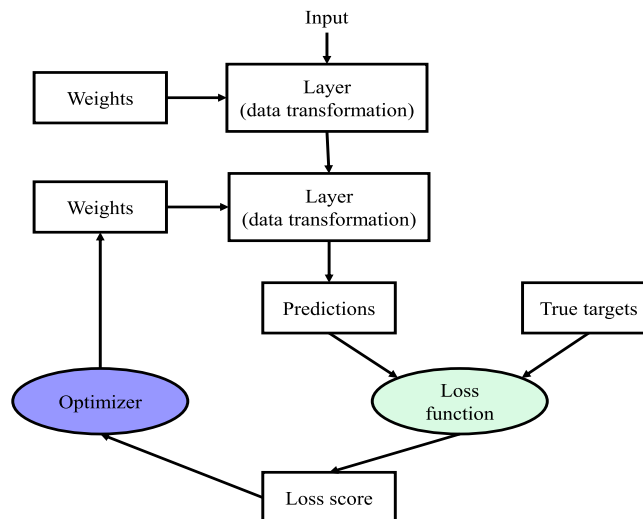 Input
Weights
Layer
(data transformation)
Weights
Layer
(data transformation)
Predictions
True targets
Optimizer
Loss
function
Loss score